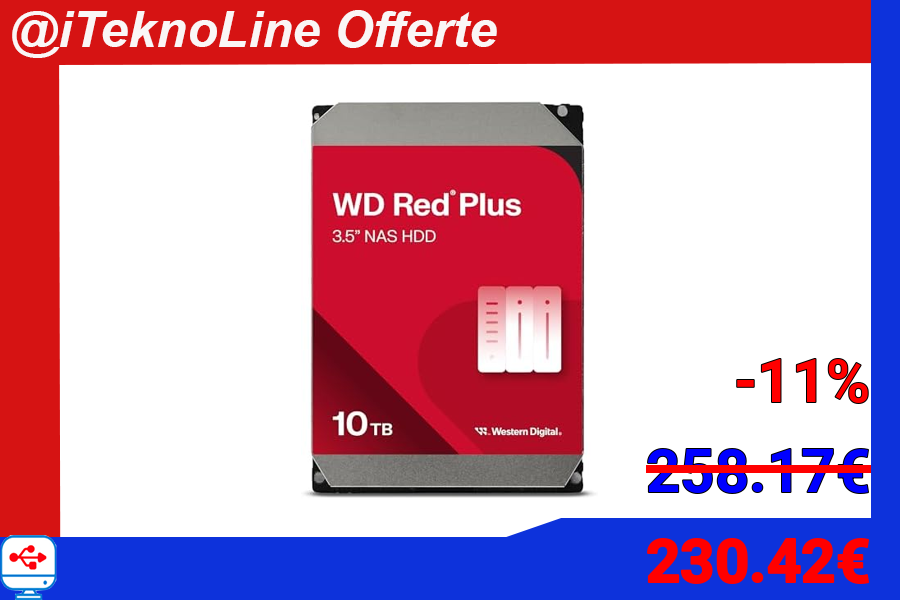 @iTeknoLine Offerte
WD Red® Plus
3.5” NAS HDD
10TB
W. Western Digital.
-11%
258.17€
230.42€